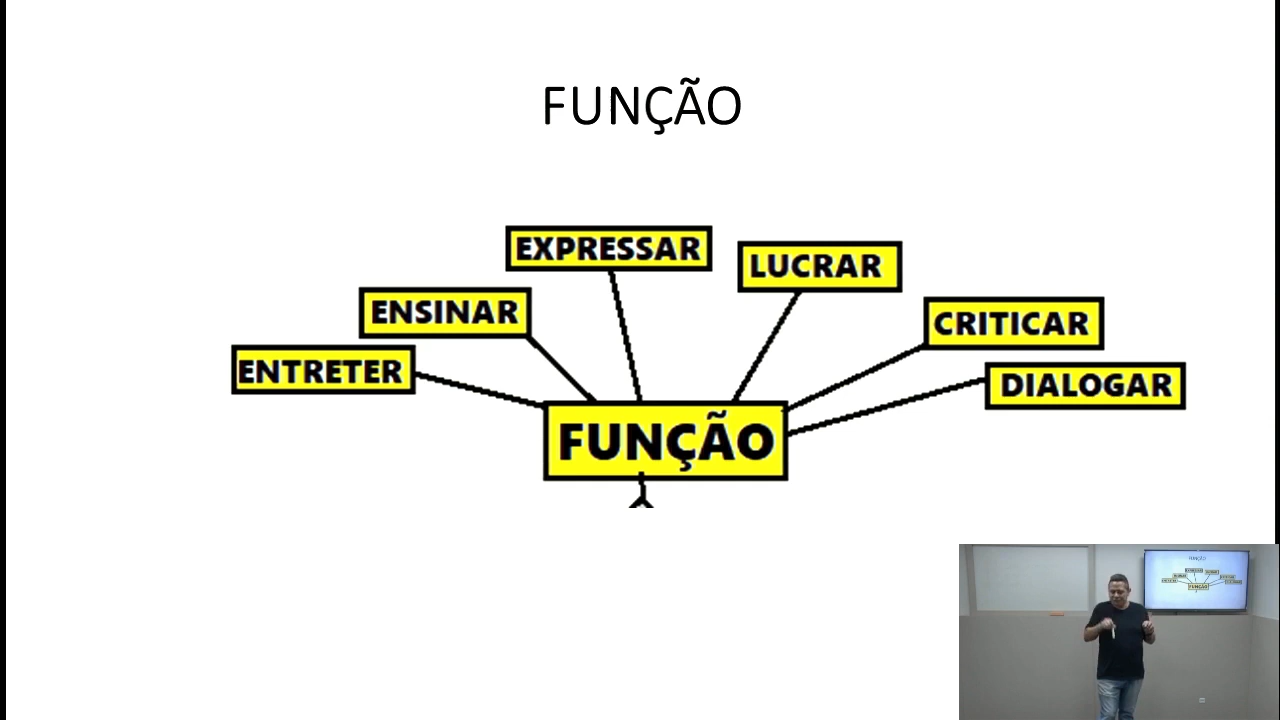 FUNÇÃO
EXPRESSAR
LUCRAR
ENSINAR
CRITICAR
ENTRETER
DIALOGAR
FUNÇÃO